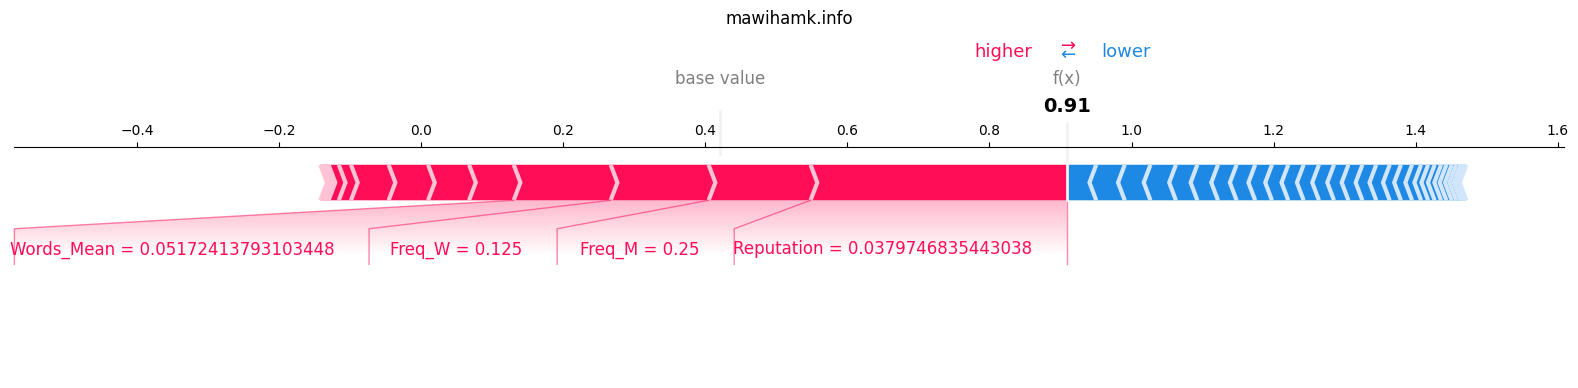 mawihamk.info
higher → ← lower
base value f(x)
0.91
−0.4 −0.2 0.0 0.2 0.4 0.6 0.8 1.0 1.2 1.4 1.6
Words_Mean = 0.05172413793103448 Freq_W = 0.125 Freq_M = 0.25 Reputation = 0.0379746835443038